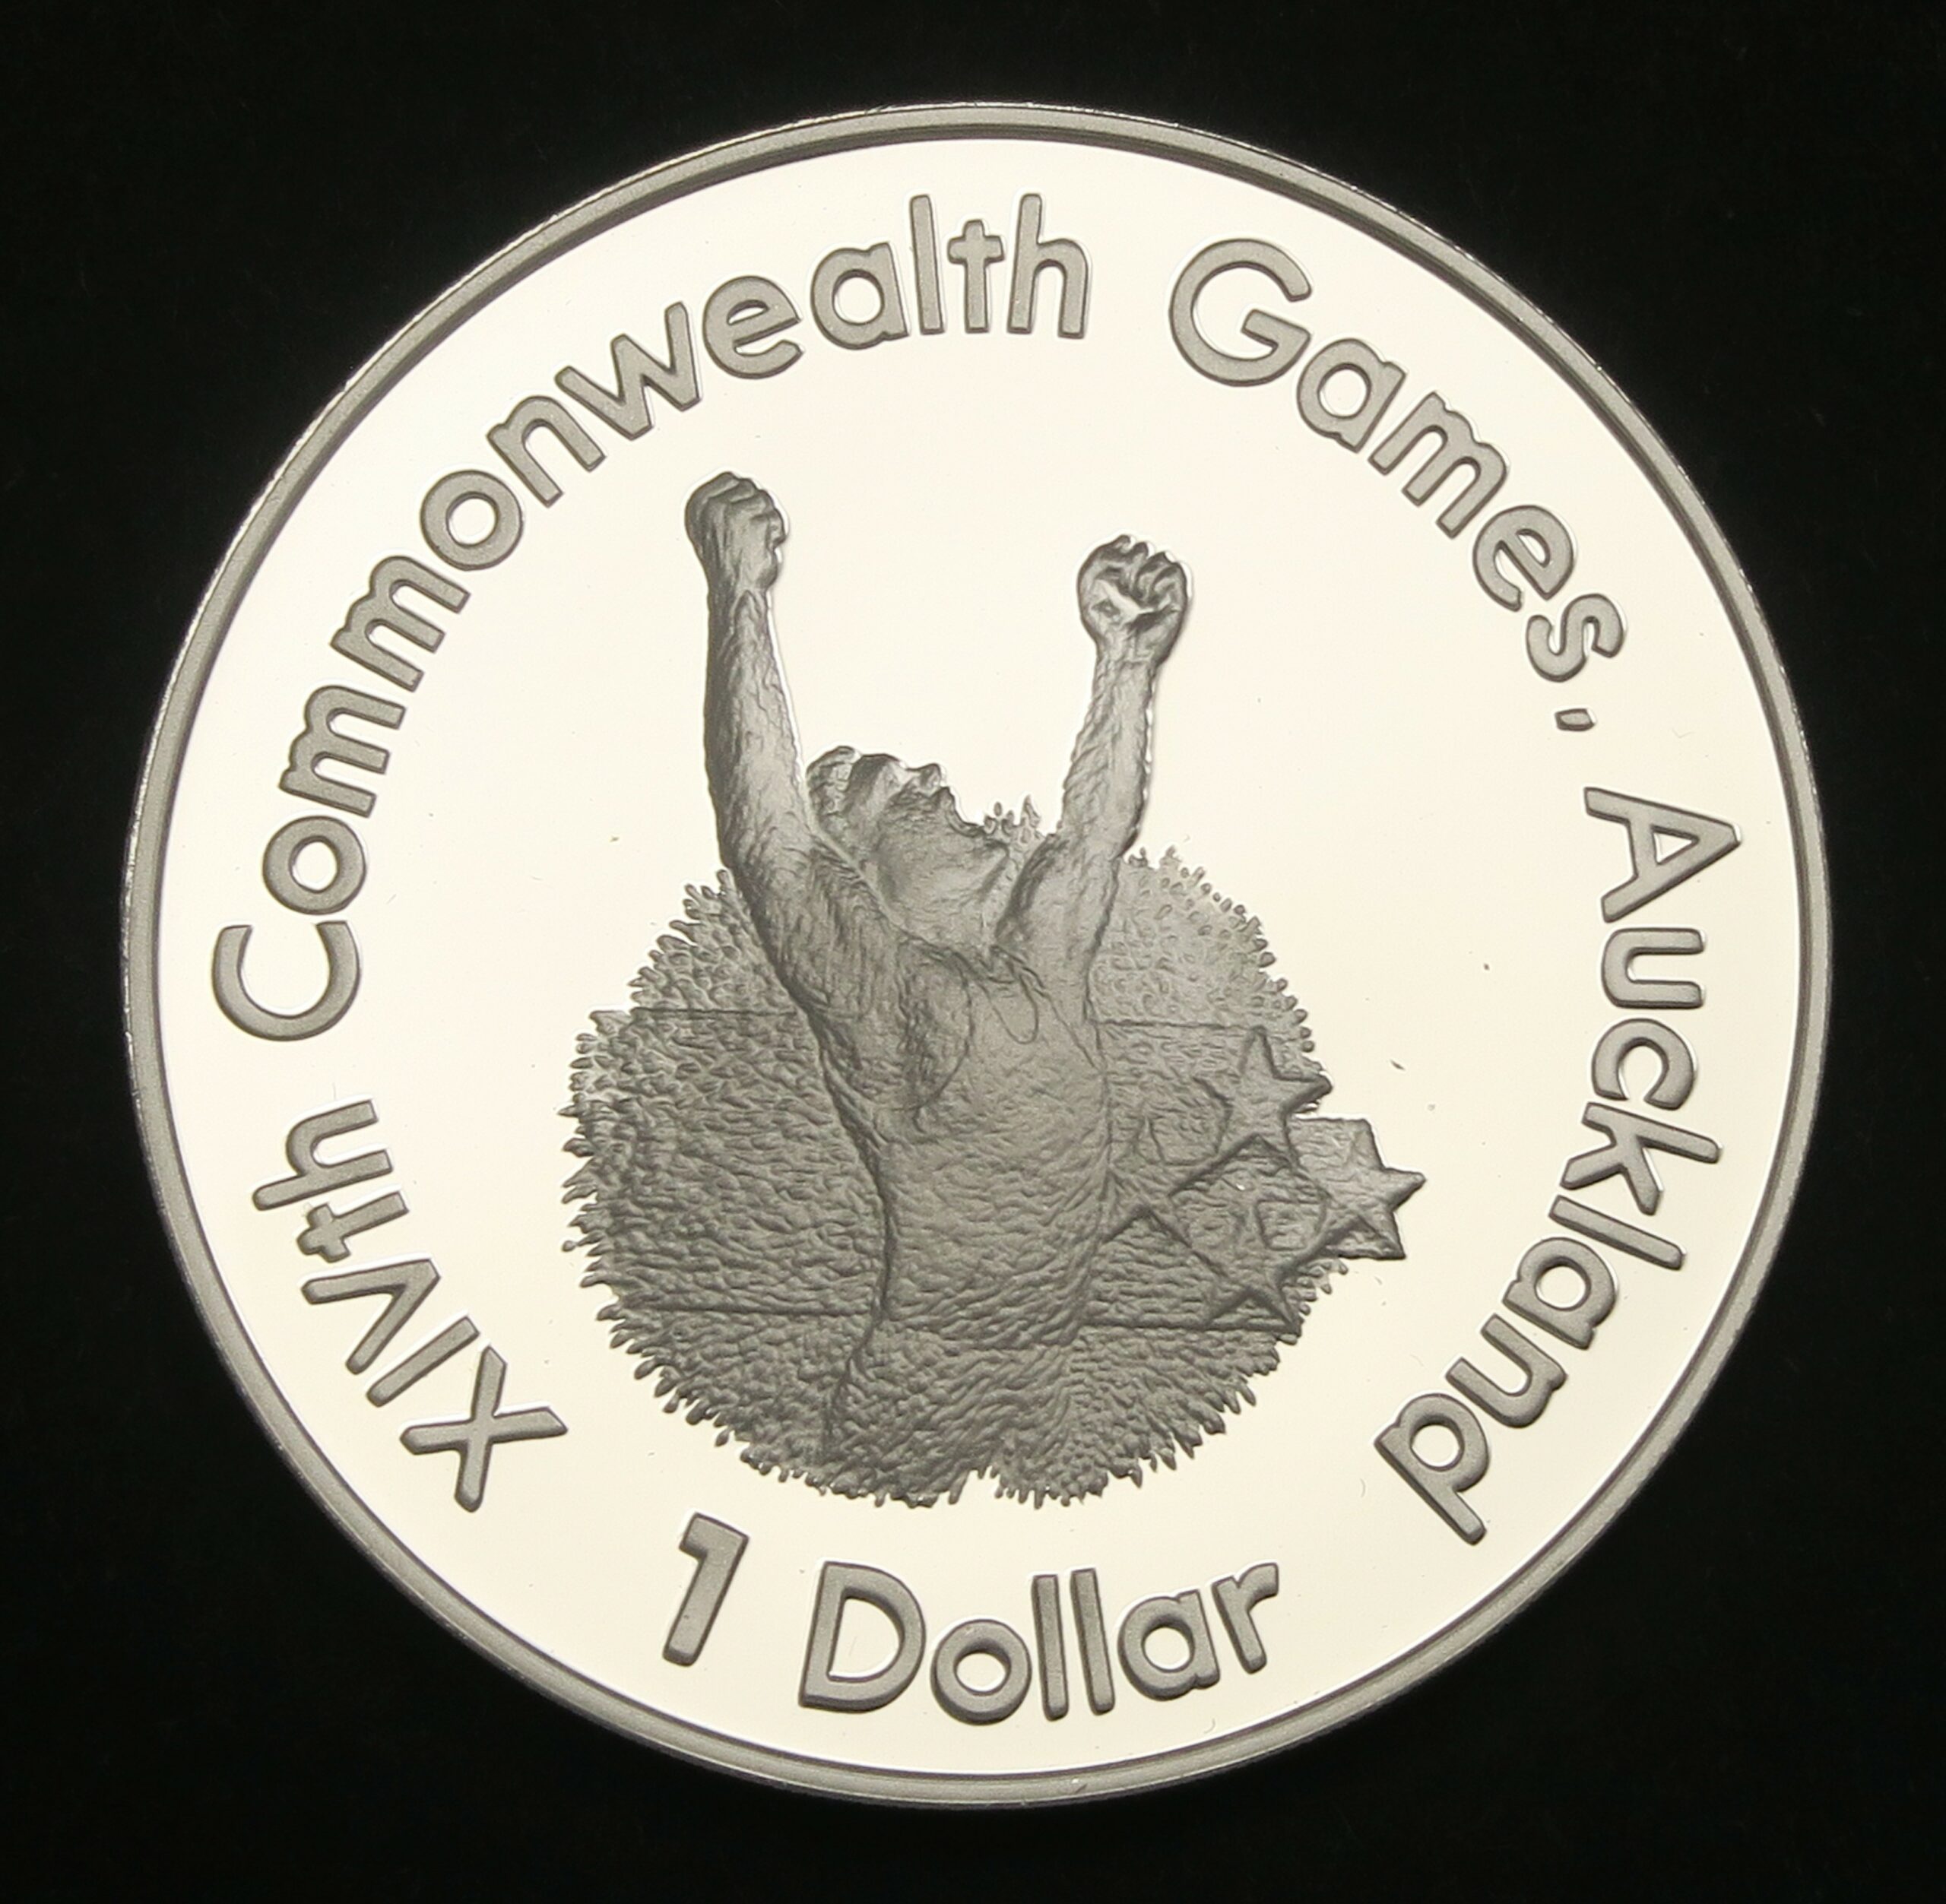 XIVth Commonwealth Games, Auckland
1 Dollar